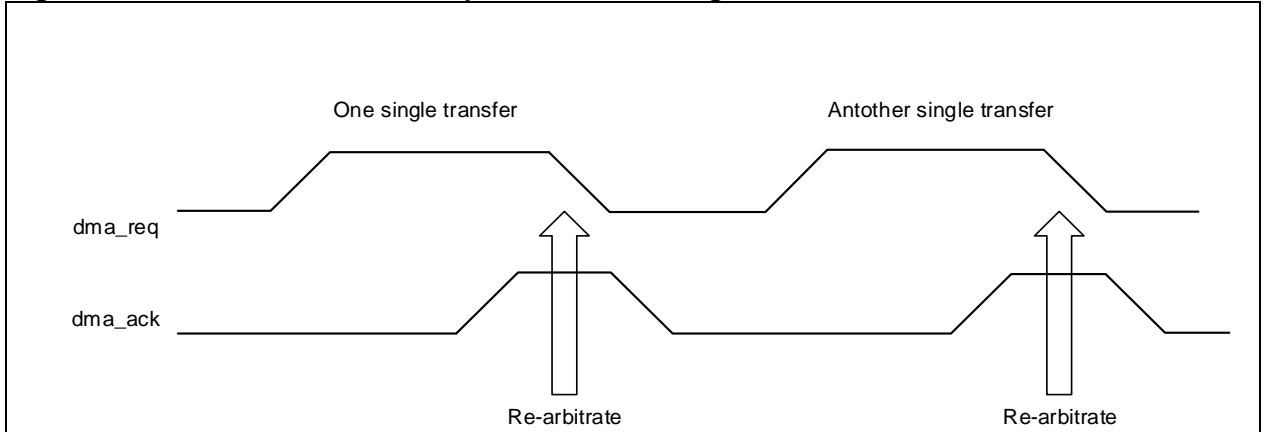 One single transfer
Antother single transfer
dma_req
dma_ack
Re-arbitrate
Re-arbitrate